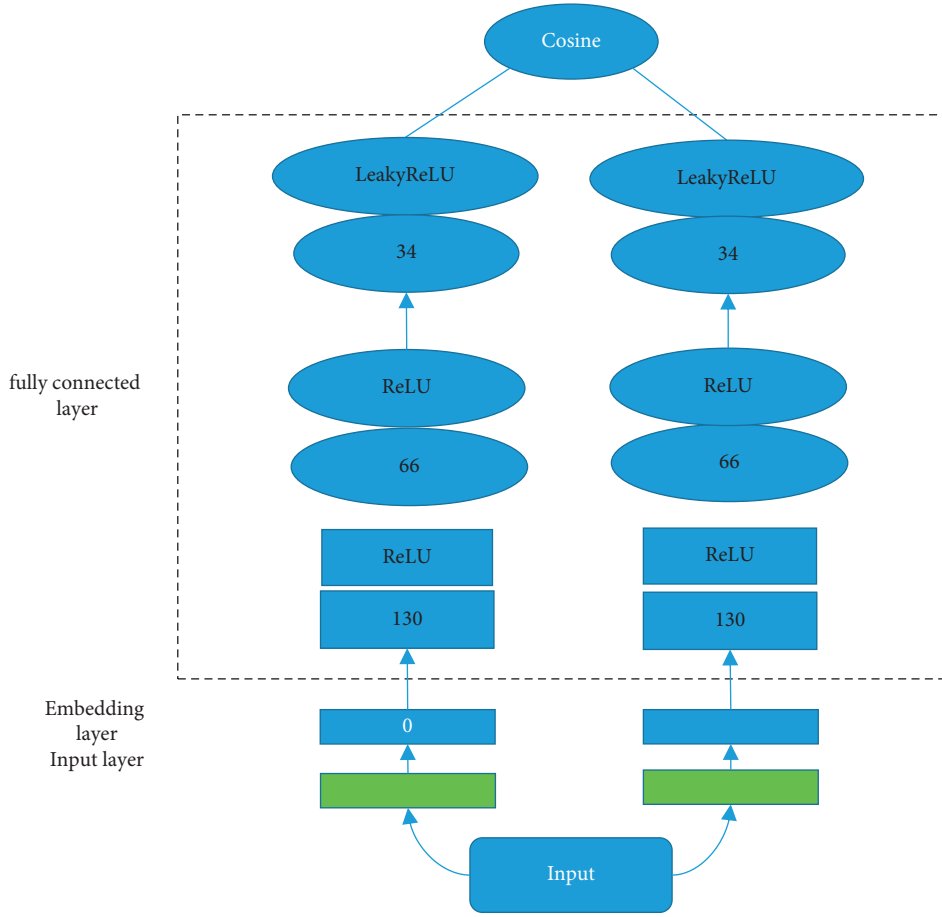 Cosine
LeakyReLU
LeakyReLU
34
34
fully connected
layer
ReLU
ReLU
66
66
ReLU
ReLU
130
130
Embedding
layer
Input layer
0
Input